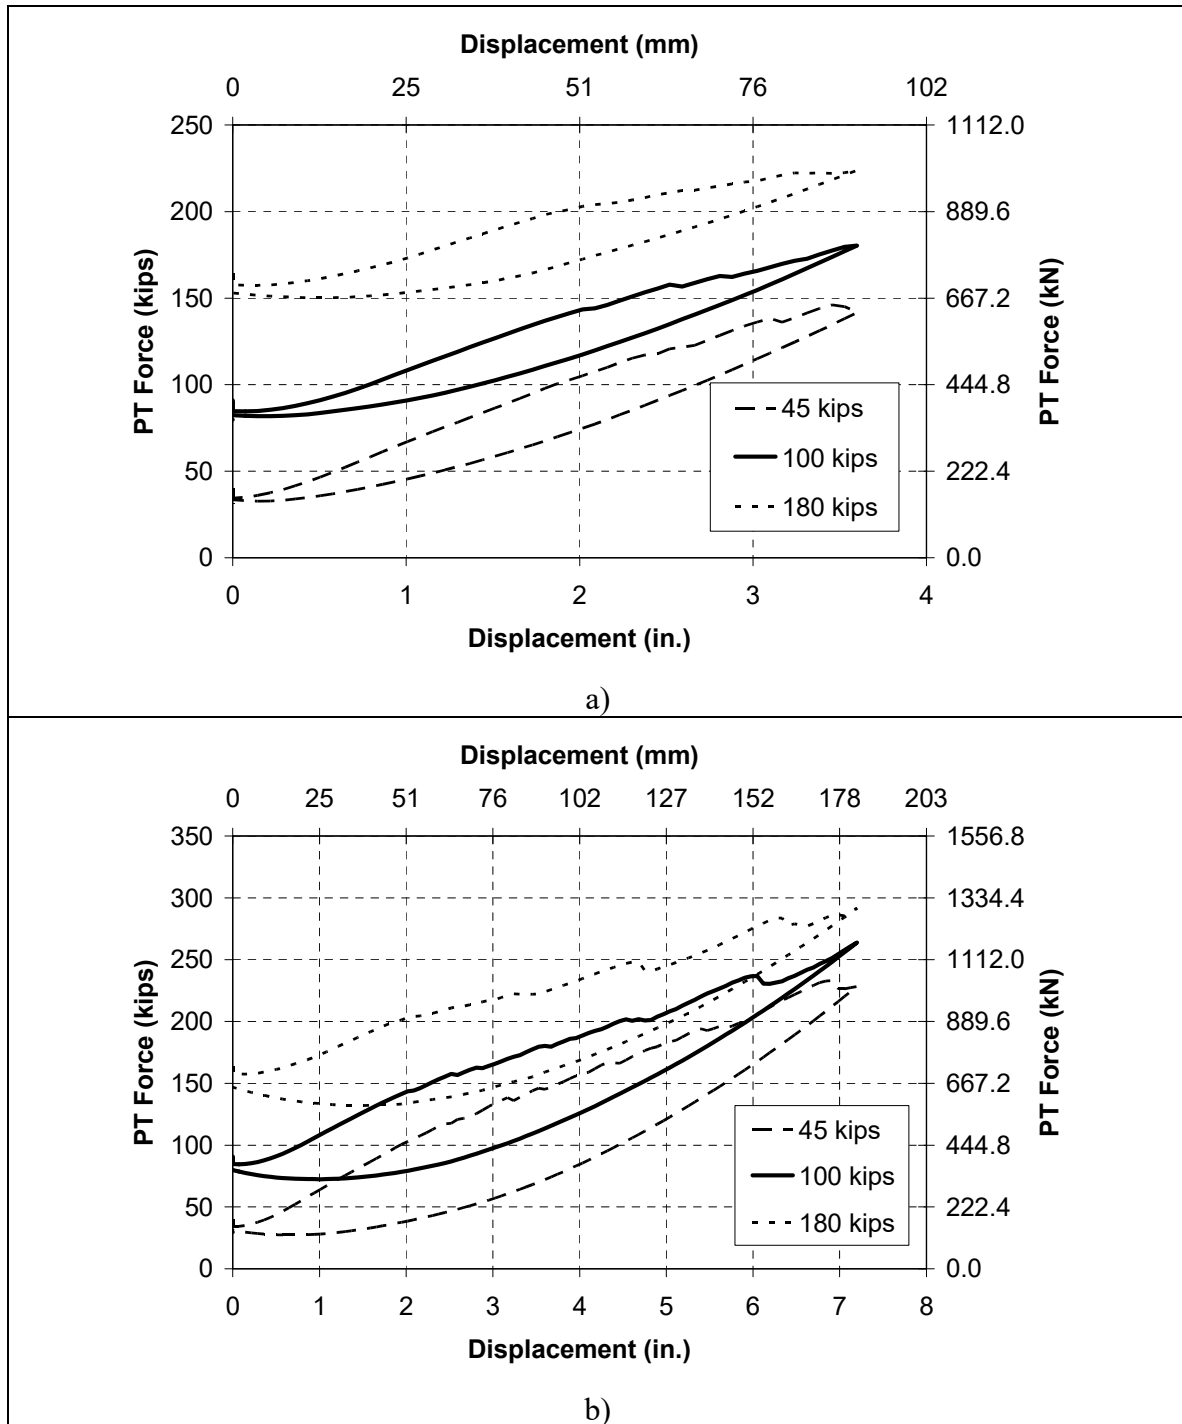 Displacement (mm)
0 25 51 76 102
250 1112.0
200 889.6
150 667.2
100 444.8
50 222.4
0 0.0
PT Force (kips)
PT Force (kN)
45 kips
100 kips
180 kips
0 1 2 3 4
Displacement (in.)
a)
Displacement (mm)
0 25 51 76 102 127 152 178 203
350 1556.8
300 1334.4
250 1112.0
200 889.6
150 667.2
100 444.8
50 222.4
0 0.0
PT Force (kips)
PT Force (kN)
45 kips
100 kips
180 kips
0 1 2 3 4 5 6 7 8
Displacement (in.)
b)